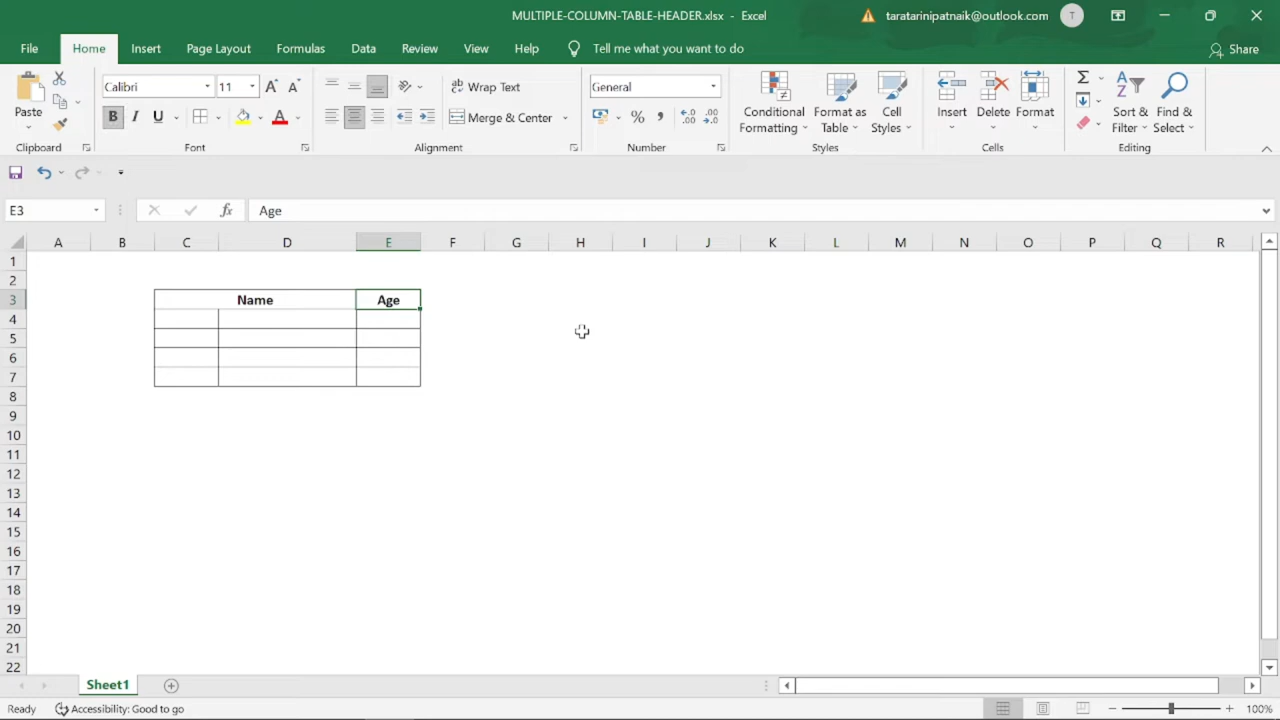 MULTIPLE-COLUMN-TABLE-HEADER.xlsx - Excel
taratarinipatnaik@outlook.com T
File Home Insert Page Layout Formulas Data Review View Help Tell me what you want to do Share
Calibri 11 A A Wrap Text General
Paste B I U A Merge & Center % , Conditional Formatting Format as Table Cell Styles Insert Delete Format Sort & Filter Find & Select
Clipboard Font Alignment Number Styles Cells Editing
E3 fx Age
A B C D E F G H I J K L M N O P Q R
1
2
3 Name Age
4
5
6
7
8
9
10
11
12
13
14
15
16
17
18
19
20
21
22
Sheet1
Ready Accessibility: Good to go 100%